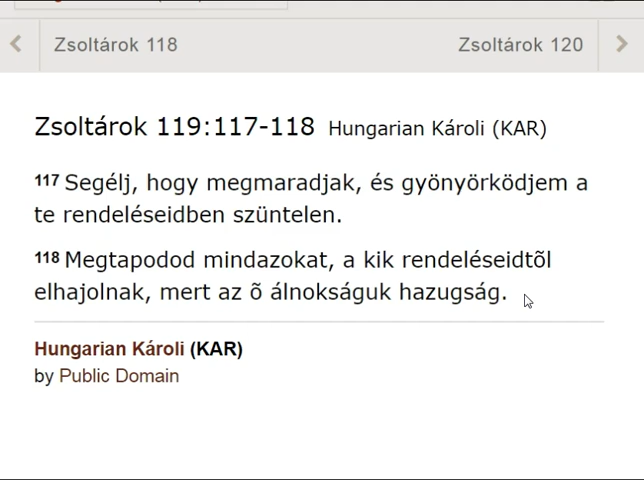 Zsoltárok 118
Zsoltárok 120
Zsoltárok 119:117-118 Hungarian Károli (KAR)
117 Segélj, hogy megmaradjak, és gyönyörködjem a
te rendeléseidben szüntelen.
118 Megtapodod mindazokat, a kik rendeléseidtõl
elhajolnak, mert az õ álnokságuk hazugság.
Hungarian Károli (KAR)
by Public Domain